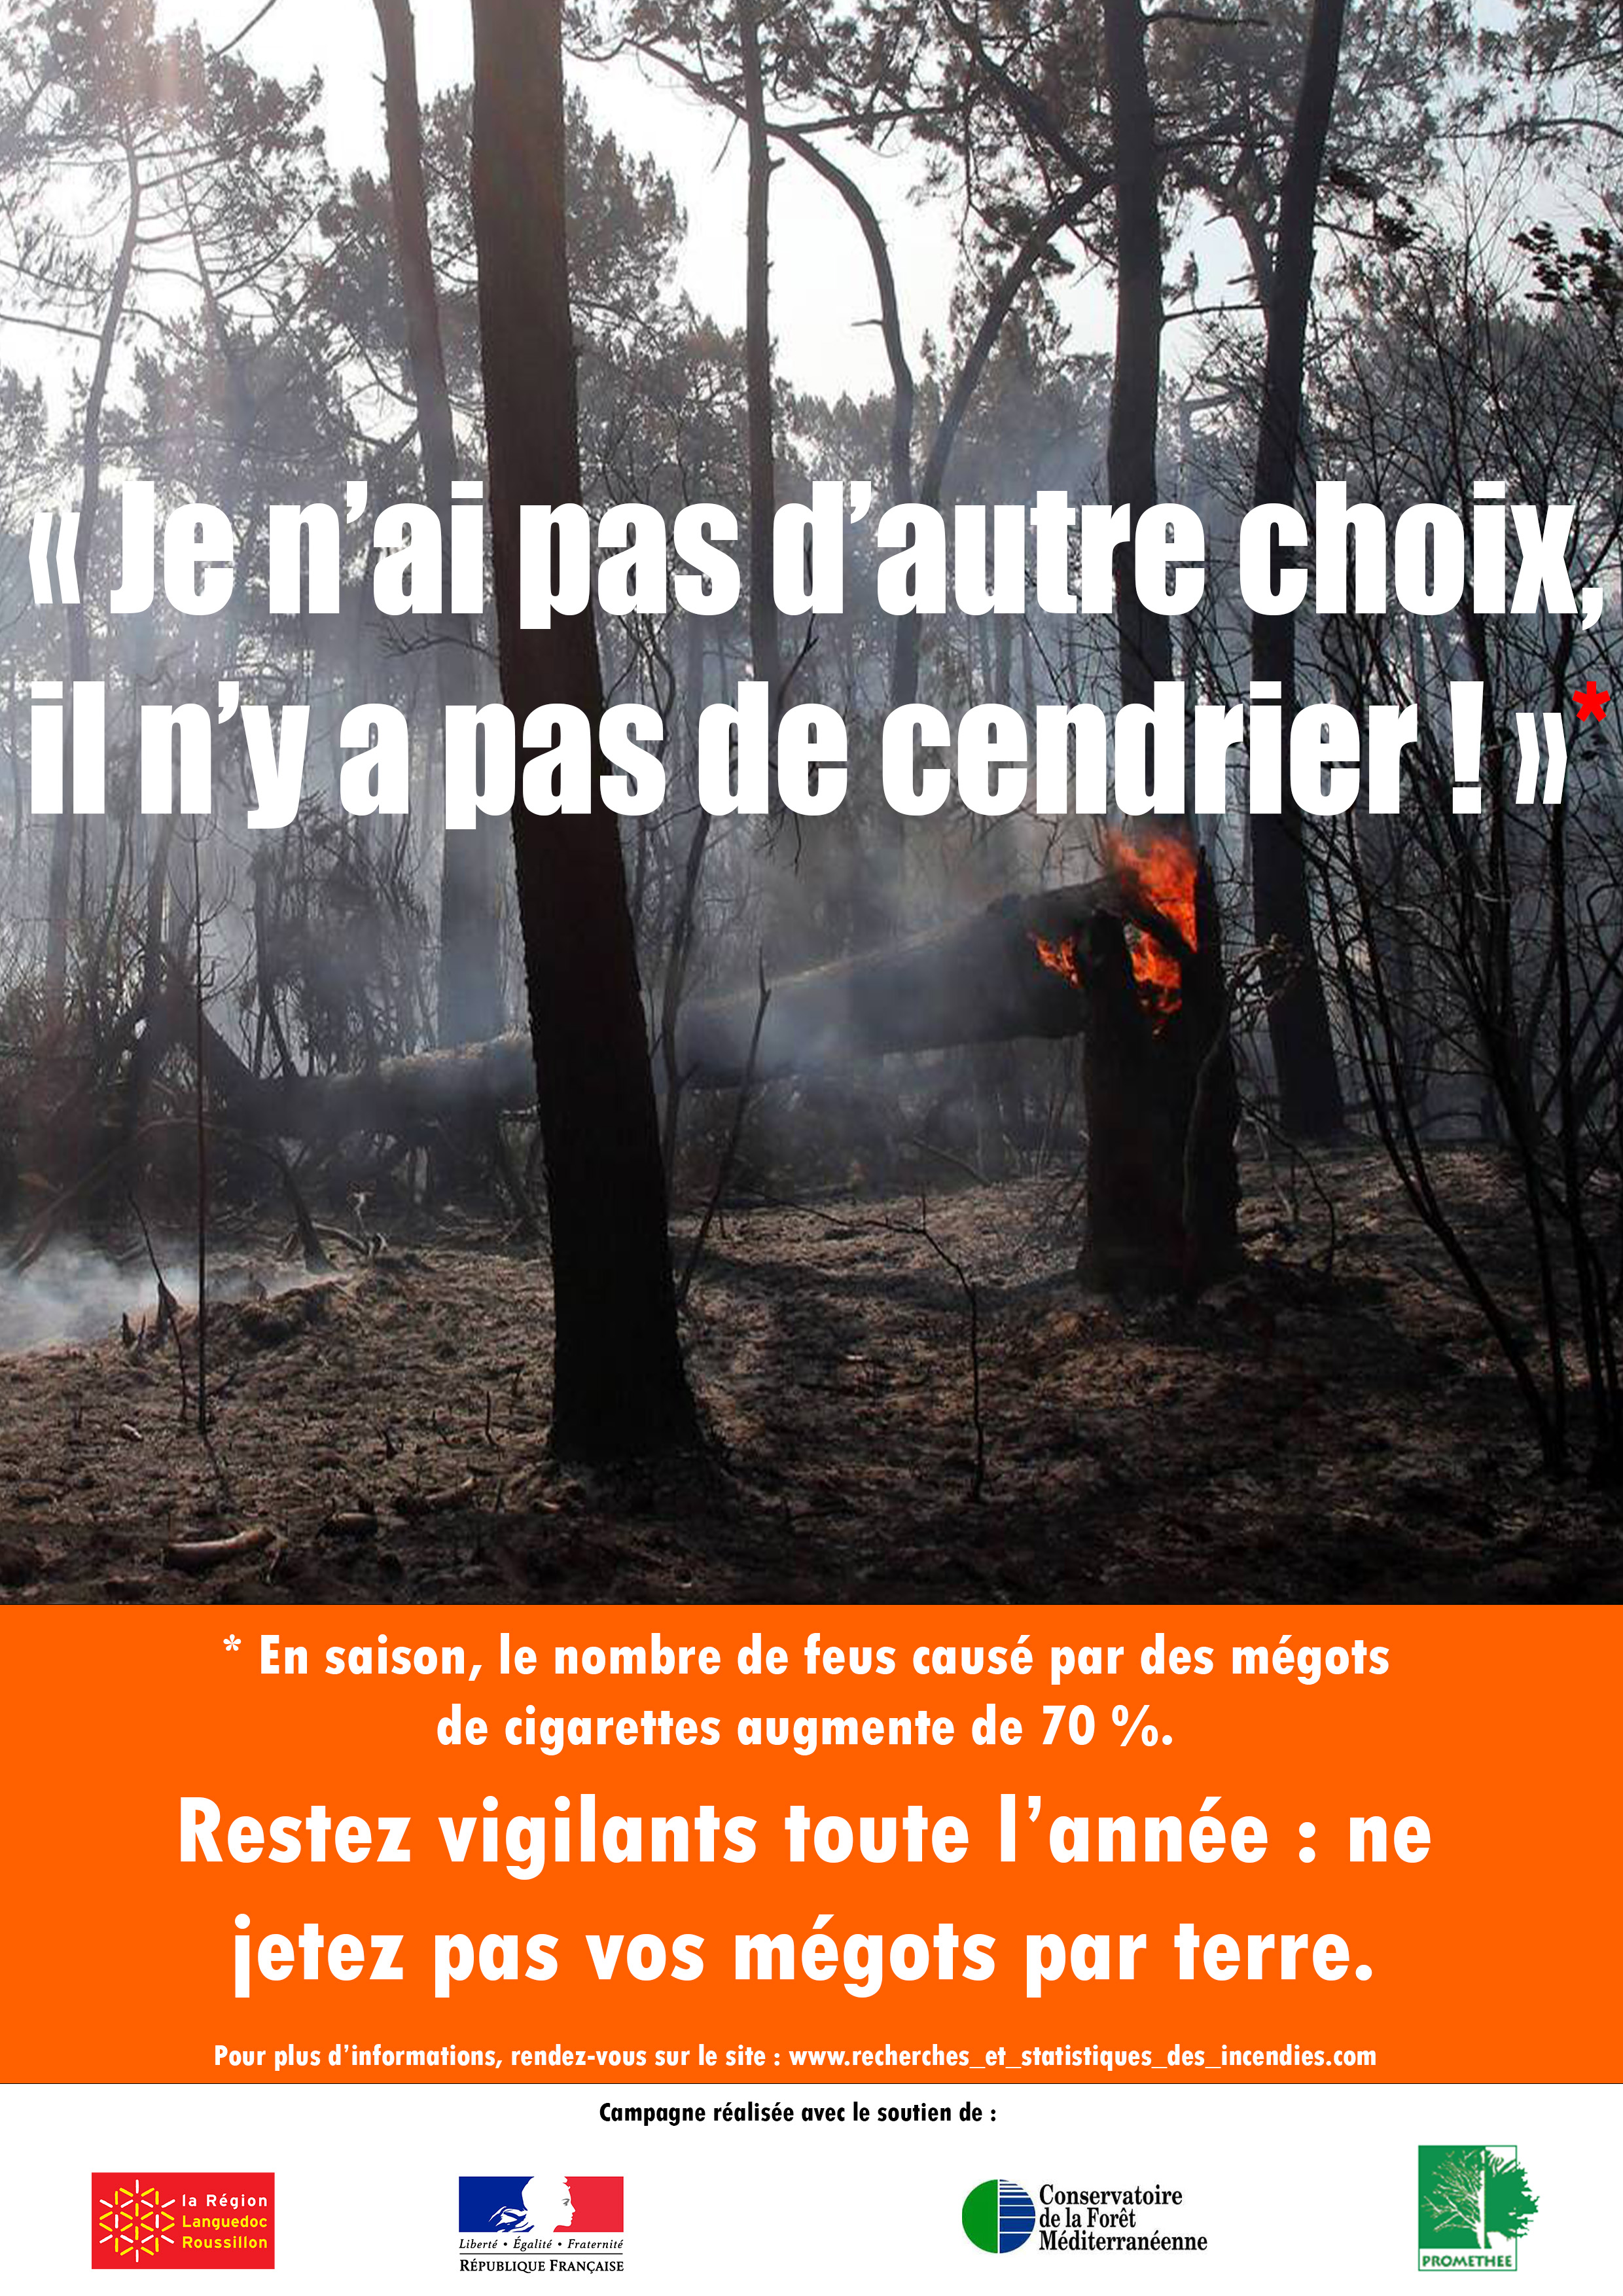 « Je n’ai pas d’autre choix,
il n’y a pas de cendrier ! »*
* En saison, le nombre de feus causé par des mégots
de cigarettes augmente de 70 %.
Restez vigilants toute l’année : ne
jetez pas vos mégots par terre.
Pour plus d’informations, rendez-vous sur le site : www.recherches_et_statistiques_des_incendies.com
Campagne réalisée avec le soutien de :
la Région
Languedoc
Roussillon
Liberté • Égalité • Fraternité
RÉPUBLIQUE FRANÇAISE
Conservatoire
de la Forêt
Méditerranéenne
PROMETHEE